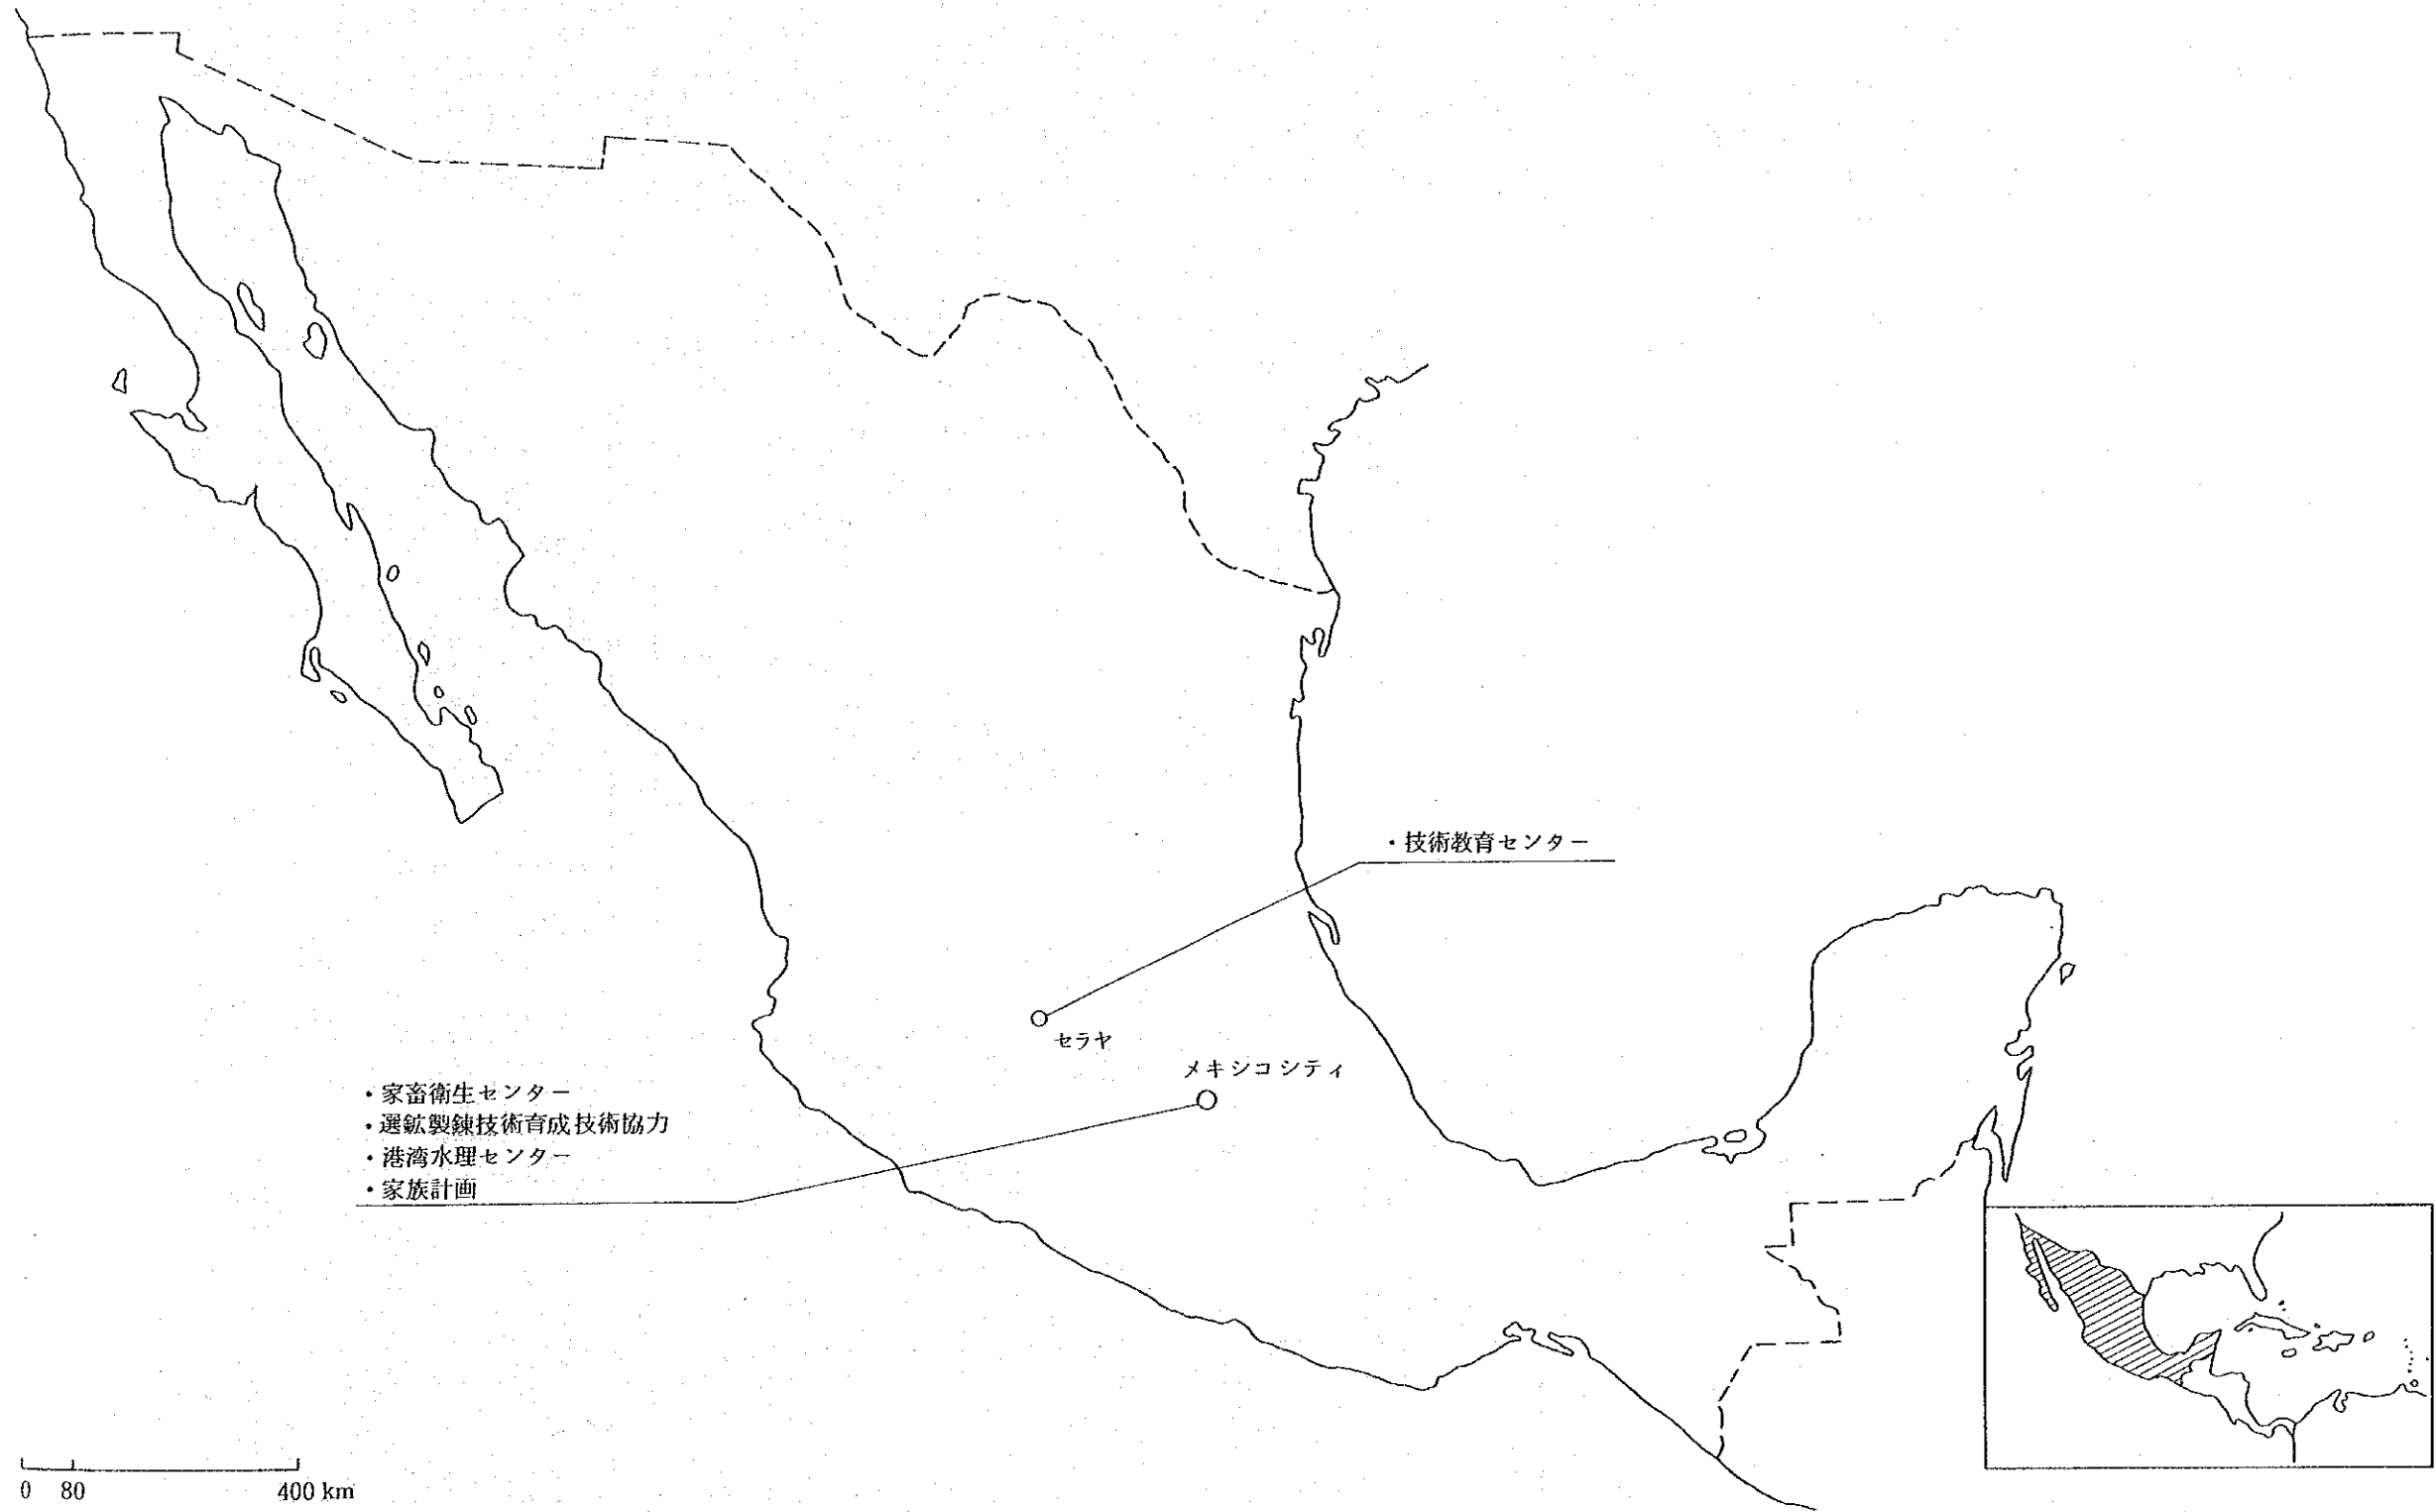 ・技術教育センター
セラヤ
メキシコシティ
・家畜衛生センター
・選鉱製錬技術育成技術協力
・港湾水理センター
・家族計画
0 80 400 km